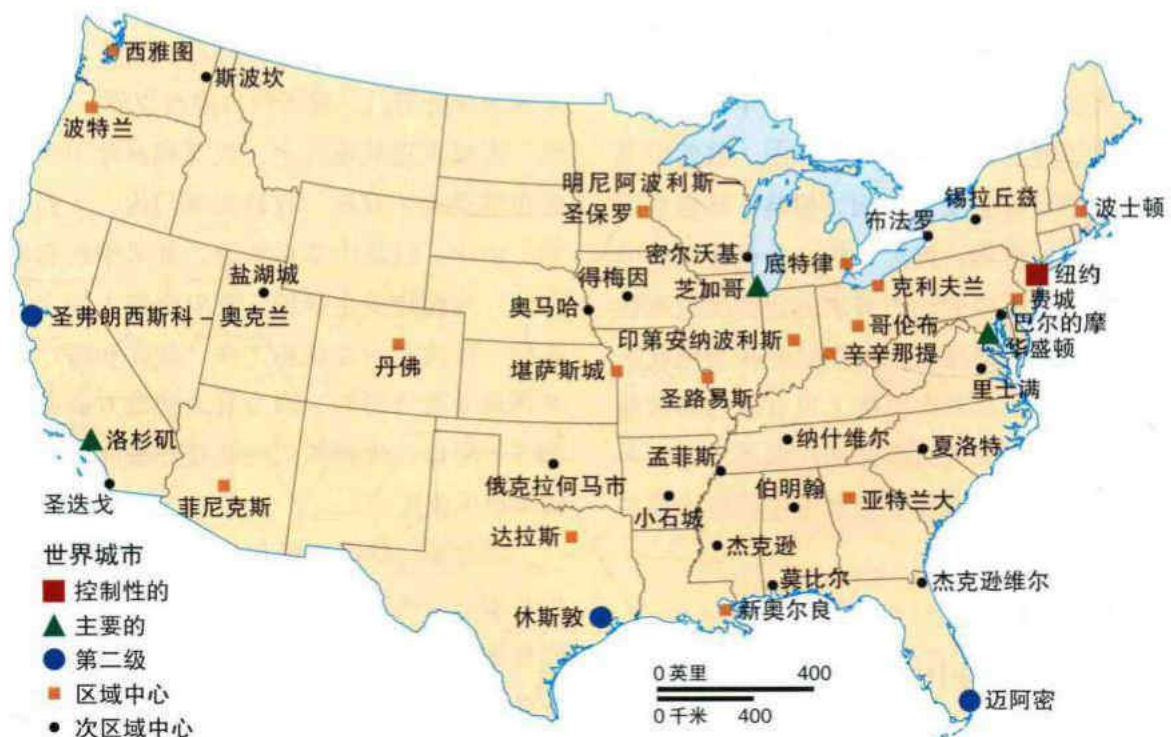 西雅图
斯波坎
波特兰
明尼阿波利斯—
圣保罗
锡拉丘兹
波士顿
布法罗
密尔沃基
底特律
盐湖城
得梅因
芝加哥
克利夫兰
纽约
费城
奥马哈
圣弗朗西斯科－奥克兰
哥伦布
巴尔的摩
印第安纳波利斯
华盛顿
丹佛
堪萨斯城
辛辛那提
里士满
圣路易斯
洛杉矶
纳什维尔
夏洛特
孟菲斯
圣迭戈
菲尼克斯
俄克拉何马市
伯明翰
亚特兰大
小石城
达拉斯
杰克逊
莫比尔
杰克逊维尔
休斯敦
新奥尔良
迈阿密
世界城市
控制性的
主要的
第二级
区域中心
次区域中心
0 英里 400
0 千米 400